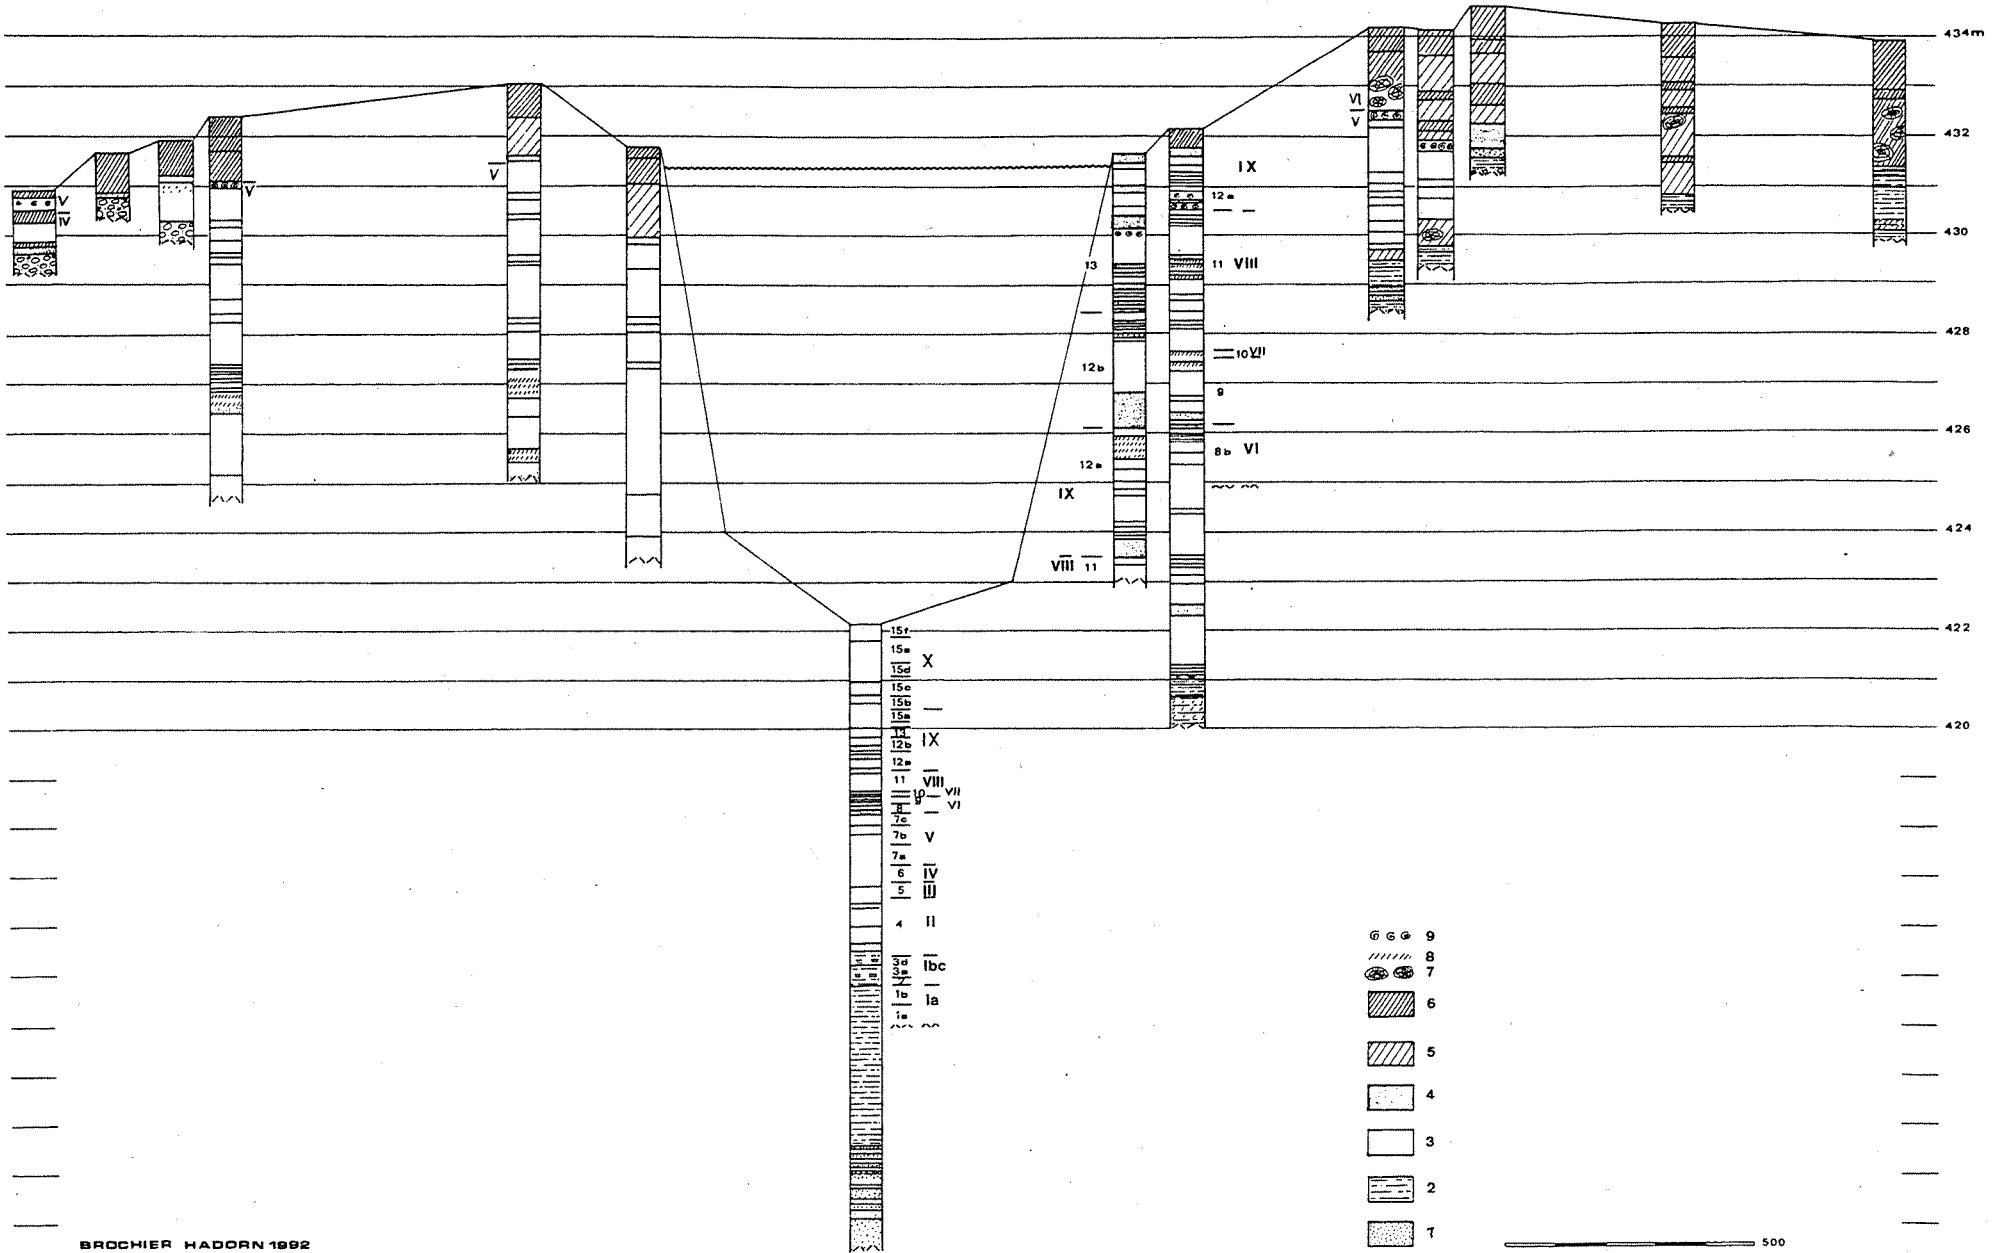 434m
432
430
428
426
424
422
420
V
IV
V
V
13
12b
12a
IX
VIII 11
IX
12a
11 VIII
10 VII
9
8b VI
VI
V
15f
15e
15d
X
15c
15b
15a
13
12b
IX
12a
11 VIII
10 VII
9
8 VI
7c
7b V
7a
6 IV
5 III
4 II
3d
3a
2
Ibc
1b
Ia
1a
9
8
7
6
5
4
3
2
1
500
BROCHIER HADORN 1992